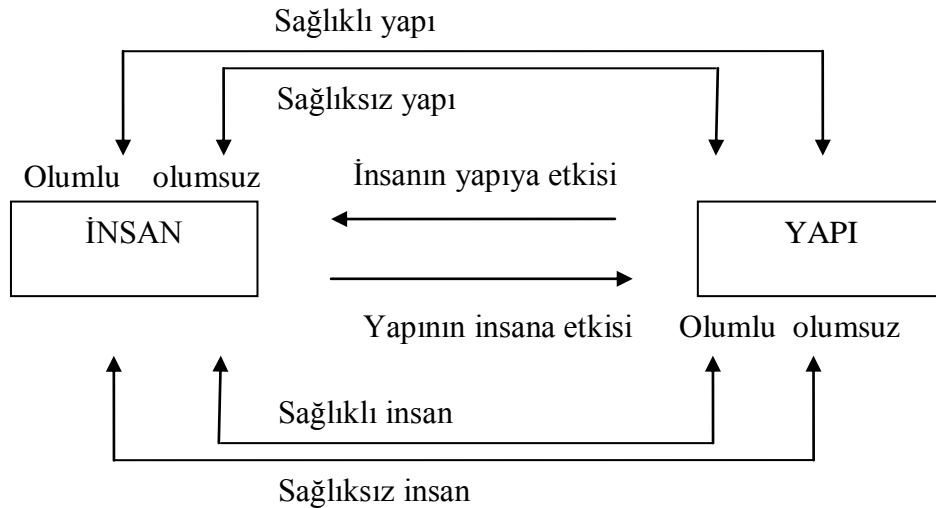 Sağlıklı yapı
Sağlıksız yapı
Olumlu olumsuz
İnsanın yapıya etkisi
İNSAN
YAPI
Yapının insana etkisi
Olumlu olumsuz
Sağlıklı insan
Sağlıksız insan